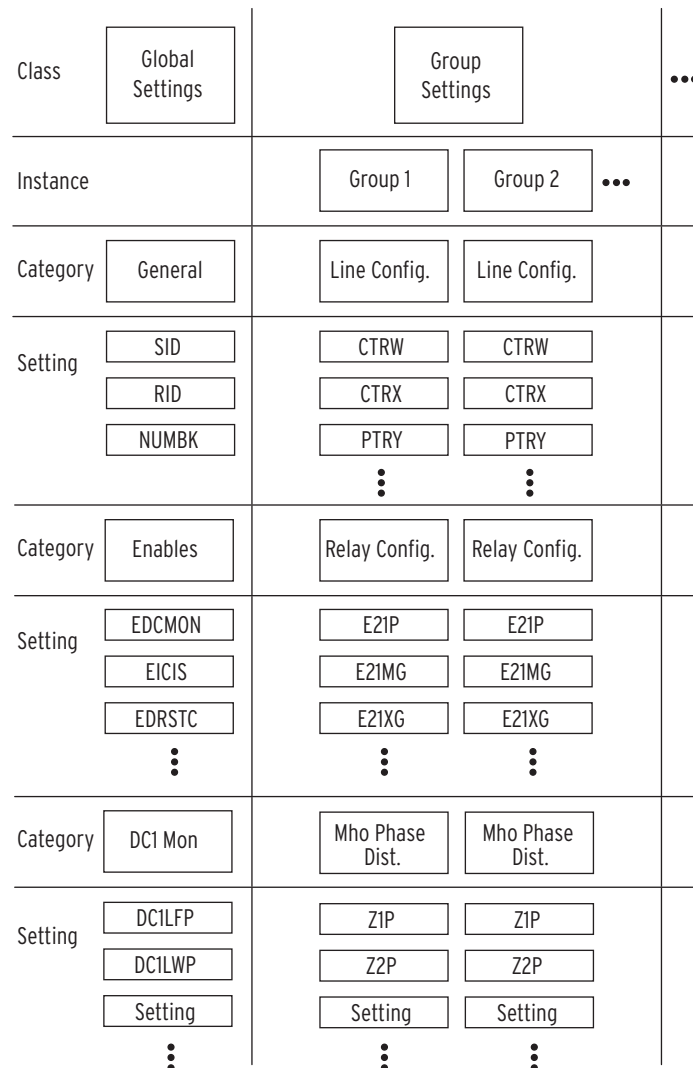 Class
Global
Settings
Group
Settings
Instance
Group 1
Group 2
Category
General
Line Config.
Line Config.
Setting
SID
CTRW
CTRW
RID
CTRX
CTRX
NUMBK
PTRY
PTRY
Category
Enables
Relay Config.
Relay Config.
Setting
EDCMON
E21P
E21P
EICIS
E21MG
E21MG
EDRSTC
E21XG
E21XG
Category
DC1 Mon
Mho Phase
Dist.
Mho Phase
Dist.
Setting
DC1LFP
Z1P
Z1P
DC1LWP
Z2P
Z2P
Setting
Setting
Setting